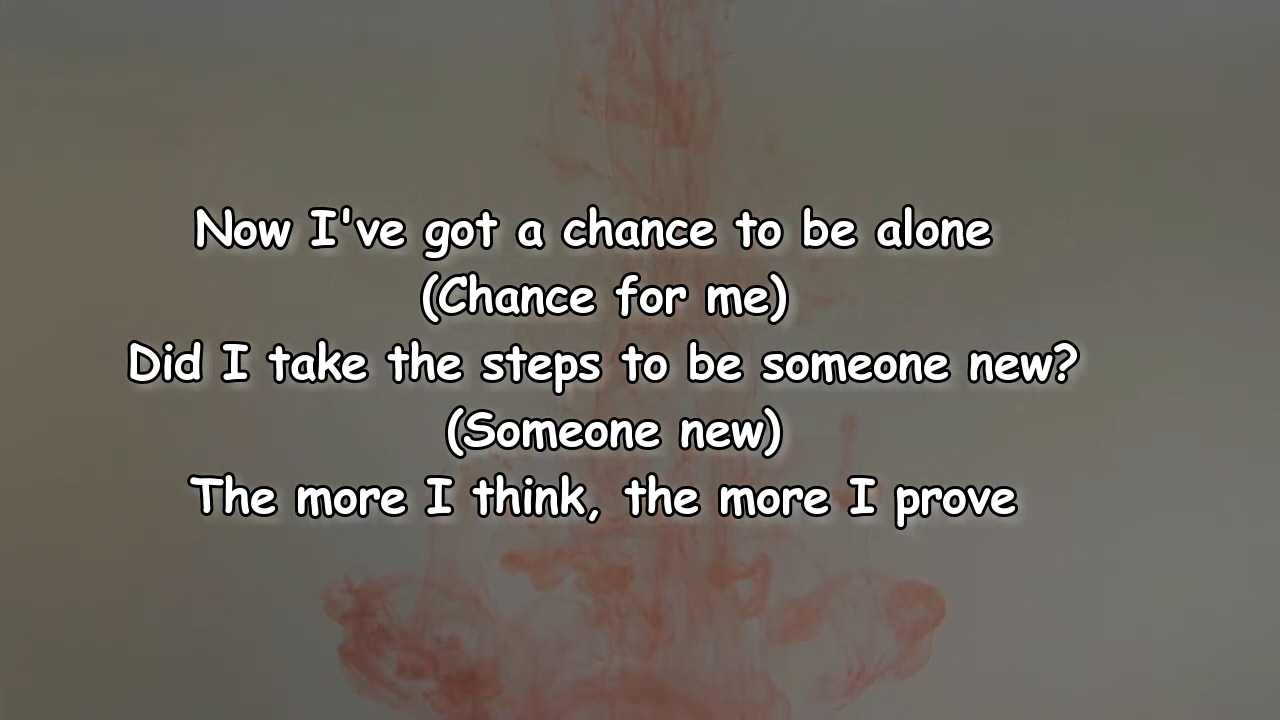 Now I've got a chance to be alone
(Chance for me)
Did I take the steps to be someone new?
(Someone new)
The more I think, the more I prove